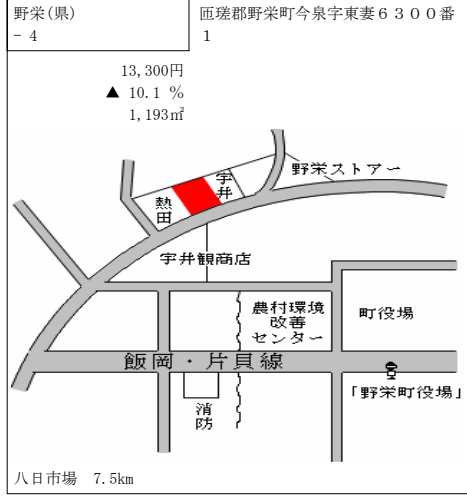 野栄(県)
- 4
匝瑳郡野栄町今泉字東妻６３００番
1
13,300円
▲ 10.1 %
1,193㎡
野栄ストアー
宇井
熱田
宇井観商店
農村環境
改善
センター
町役場
飯岡・片貝線
消防
「野栄町役場」
八日市場 7.5km